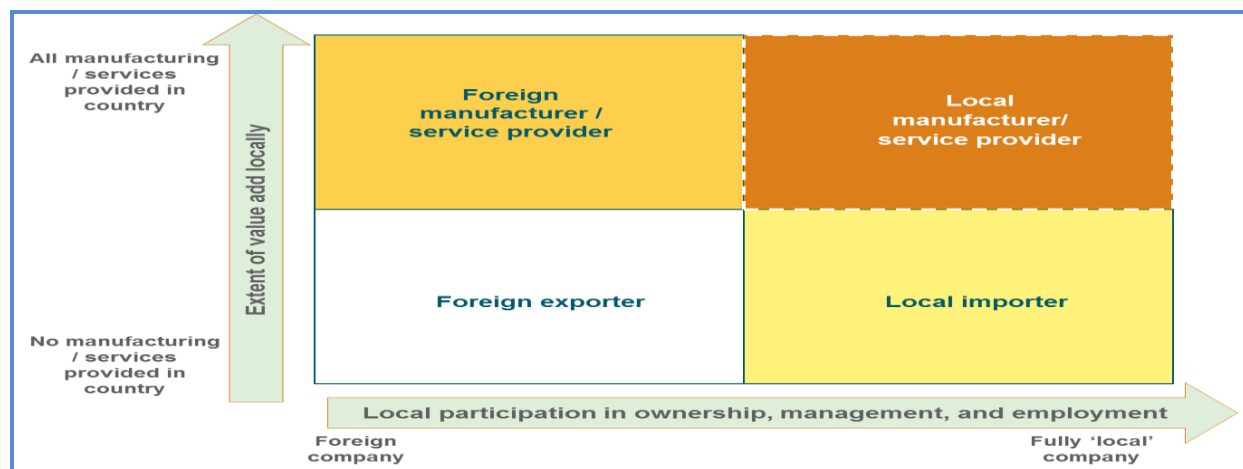 All manufacturing
/ services
provided in
country
Extent of value add locally
No manufacturing
/ services
provided in
country
Foreign
manufacturer /
service provider
Local
manufacturer/
service provider
Foreign exporter
Local importer
Local participation in ownership, management, and employment
Foreign
company
Fully ‘local’
company